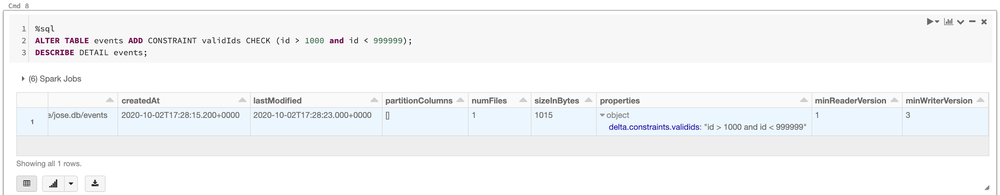 Cmd 8
1 %sql
2 ALTER TABLE events ADD CONSTRAINT validIds CHECK (id > 1000 and id < 999999);
3 DESCRIBE DETAIL events;
(6) Spark Jobs
createdAt lastModified partitionColumns numFiles sizeInBytes properties minReaderVersion minWriterVersion
1 e/jose.db/events 2020-10-02T17:28:15.200+0000 2020-10-02T17:28:23.000+0000 [] 1 1015 object 1 3
delta.constraints.validids: "id > 1000 and id < 999999"
Showing all 1 rows.